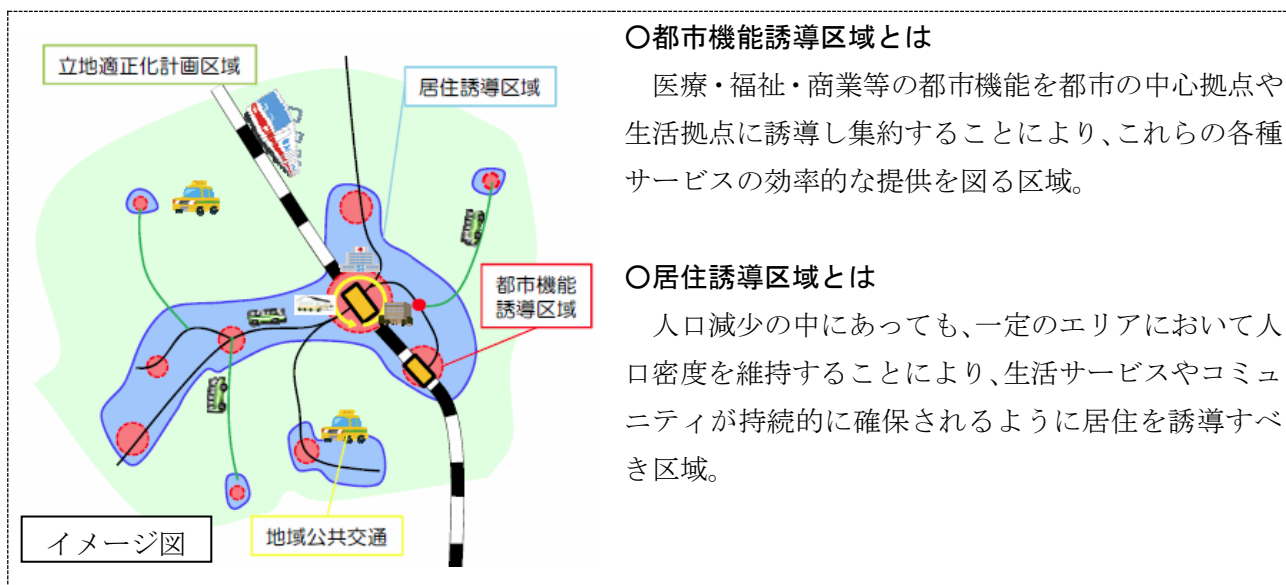 立地適正化計画区域
居住誘導区域
都市機能
誘導区域
地域公共交通
イメージ図
〇都市機能誘導区域とは
医療・福祉・商業等の都市機能を都市の中心拠点や
生活拠点に誘導し集約することにより、これらの各種
サービスの効率的な提供を図る区域。
〇居住誘導区域とは
人口減少の中にあっても、一定のエリアにおいて人
口密度を維持することにより、生活サービスやコミュ
ニティが持続的に確保されるように居住を誘導すべ
き区域。